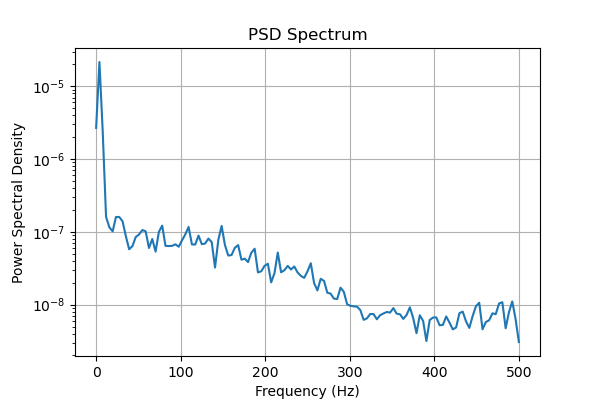 PSD Spectrum
Power Spectral Density
10⁻⁵
10⁻⁶
10⁻⁷
10⁻⁸
0 100 200 300 400 500
Frequency (Hz)